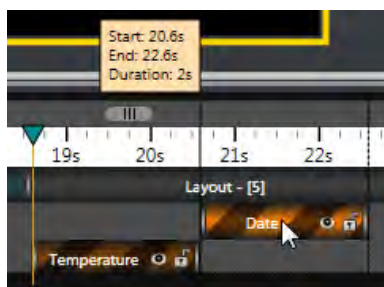 Start: 20.6s
End: 22.6s
Duration: 2s
19s 20s 21s 22s
Layout - [5]
Date
Temperature